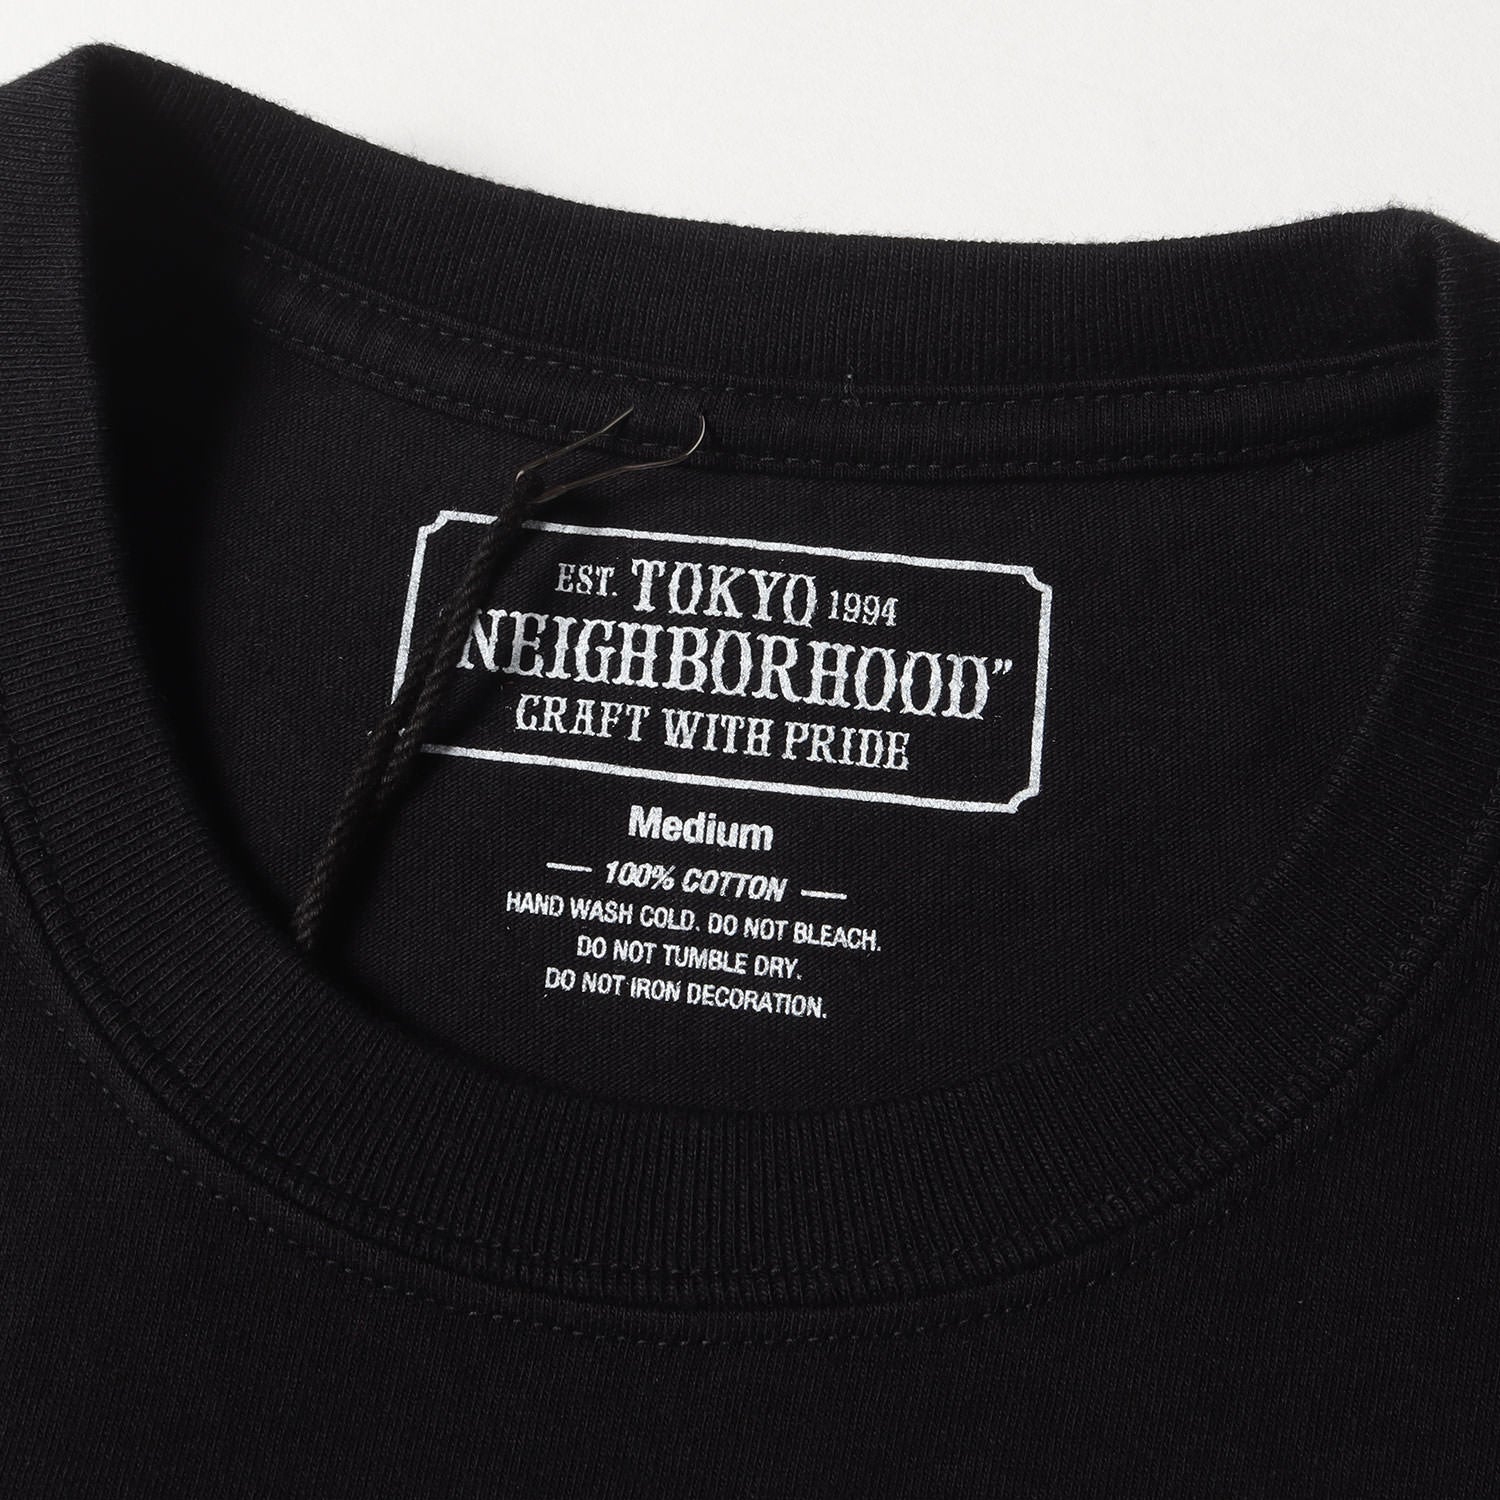 EST. TOKYO 1994
NEIGHBORHOOD”
CRAFT WITH PRIDE
Medium
— 100% COTTON —
HAND WASH COLD. DO NOT BLEACH.
DO NOT TUMBLE DRY.
DO NOT IRON DECORATION.